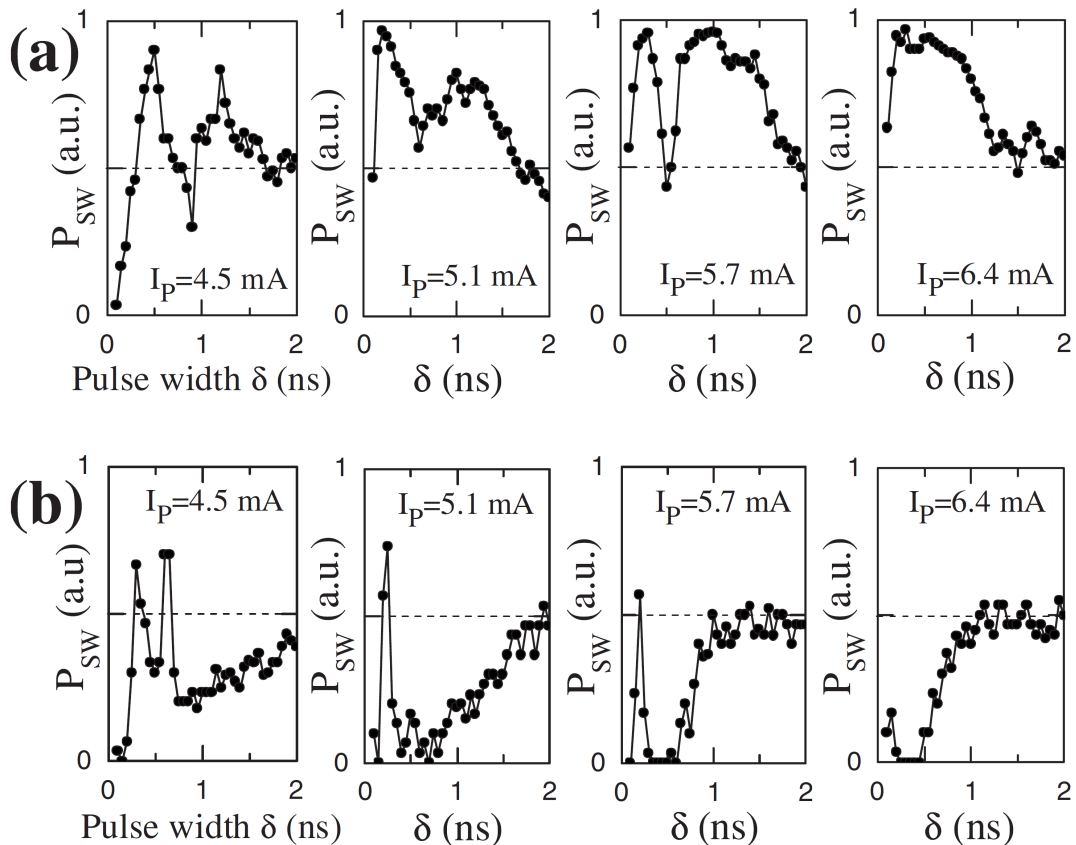 (a)
1
P_SW (a.u.)
0
I_P=4.5 mA
0 1 2
Pulse width δ (ns)
1
P_SW (a.u.)
0
I_P=5.1 mA
0 1 2
δ (ns)
1
P_SW (a.u.)
0
I_P=5.7 mA
0 1 2
δ (ns)
1
P_SW (a.u.)
0
I_P=6.4 mA
0 1 2
δ (ns)
(b)
1
P_SW (a.u)
0
I_P=4.5 mA
0 1 2
Pulse width δ (ns)
1
P_SW (a.u.)
0
I_P=5.1 mA
0 1 2
δ (ns)
1
P_SW (a.u.)
0
I_P=5.7 mA
0 1 2
δ (ns)
1
P_SW (a.u.)
0
I_P=6.4 mA
0 1 2
δ (ns)